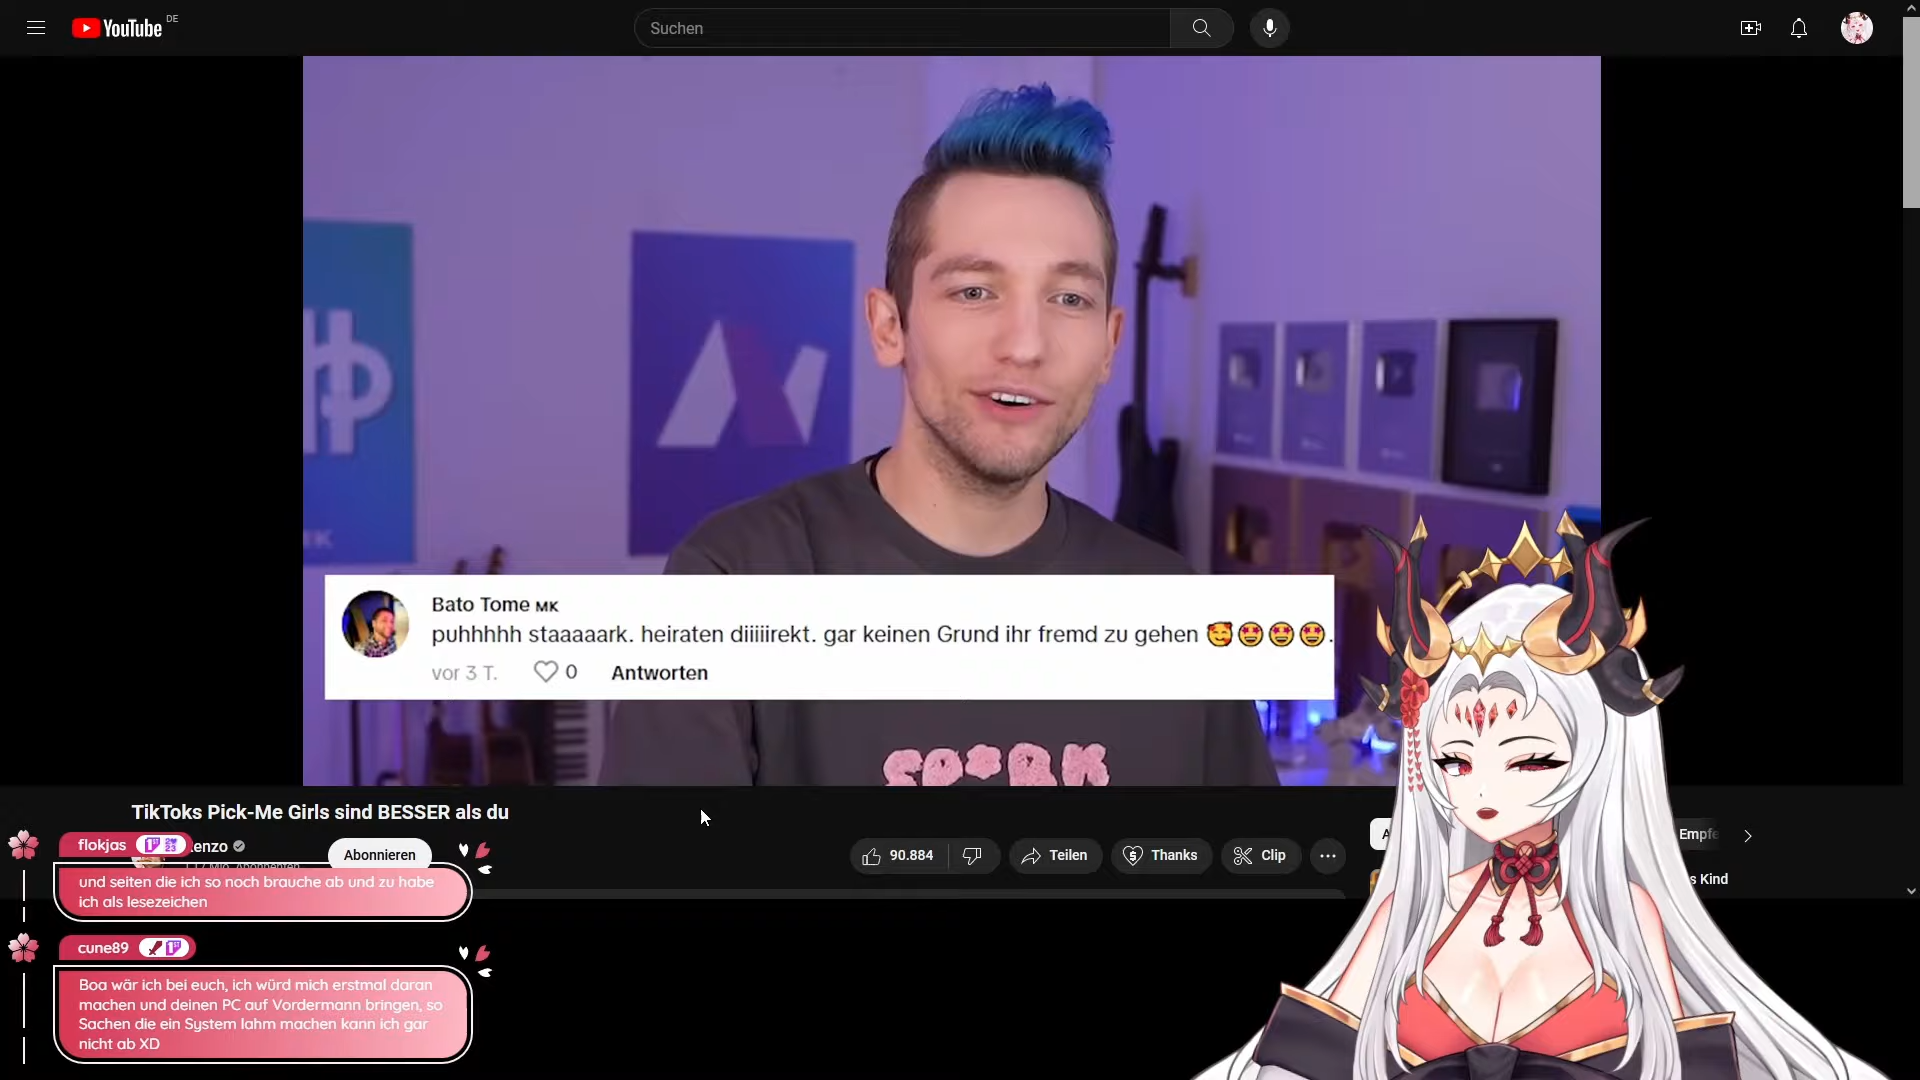 YouTube DE
Suchen
Bato Tome мк
puhhhhh staaaaark. heiraten diiiiirekt. gar keinen Grund ihr fremd zu gehen 🥰🤩🤩🤩.
vor 3 T. 0 Antworten
SPARK
TikToks Pick-Me Girls sind BESSER als du
Abonnieren
90.884
Teilen
Thanks
Clip
flokjas
und seiten die ich so noch brauche ab und zu habe
ich als lesezeichen
cune89
Boa wär ich bei euch, ich würd mich erstmal daran
machen und deinen PC auf Vordermann bringen, so
Sachen die ein System lahm machen kann ich gar
nicht ab XD